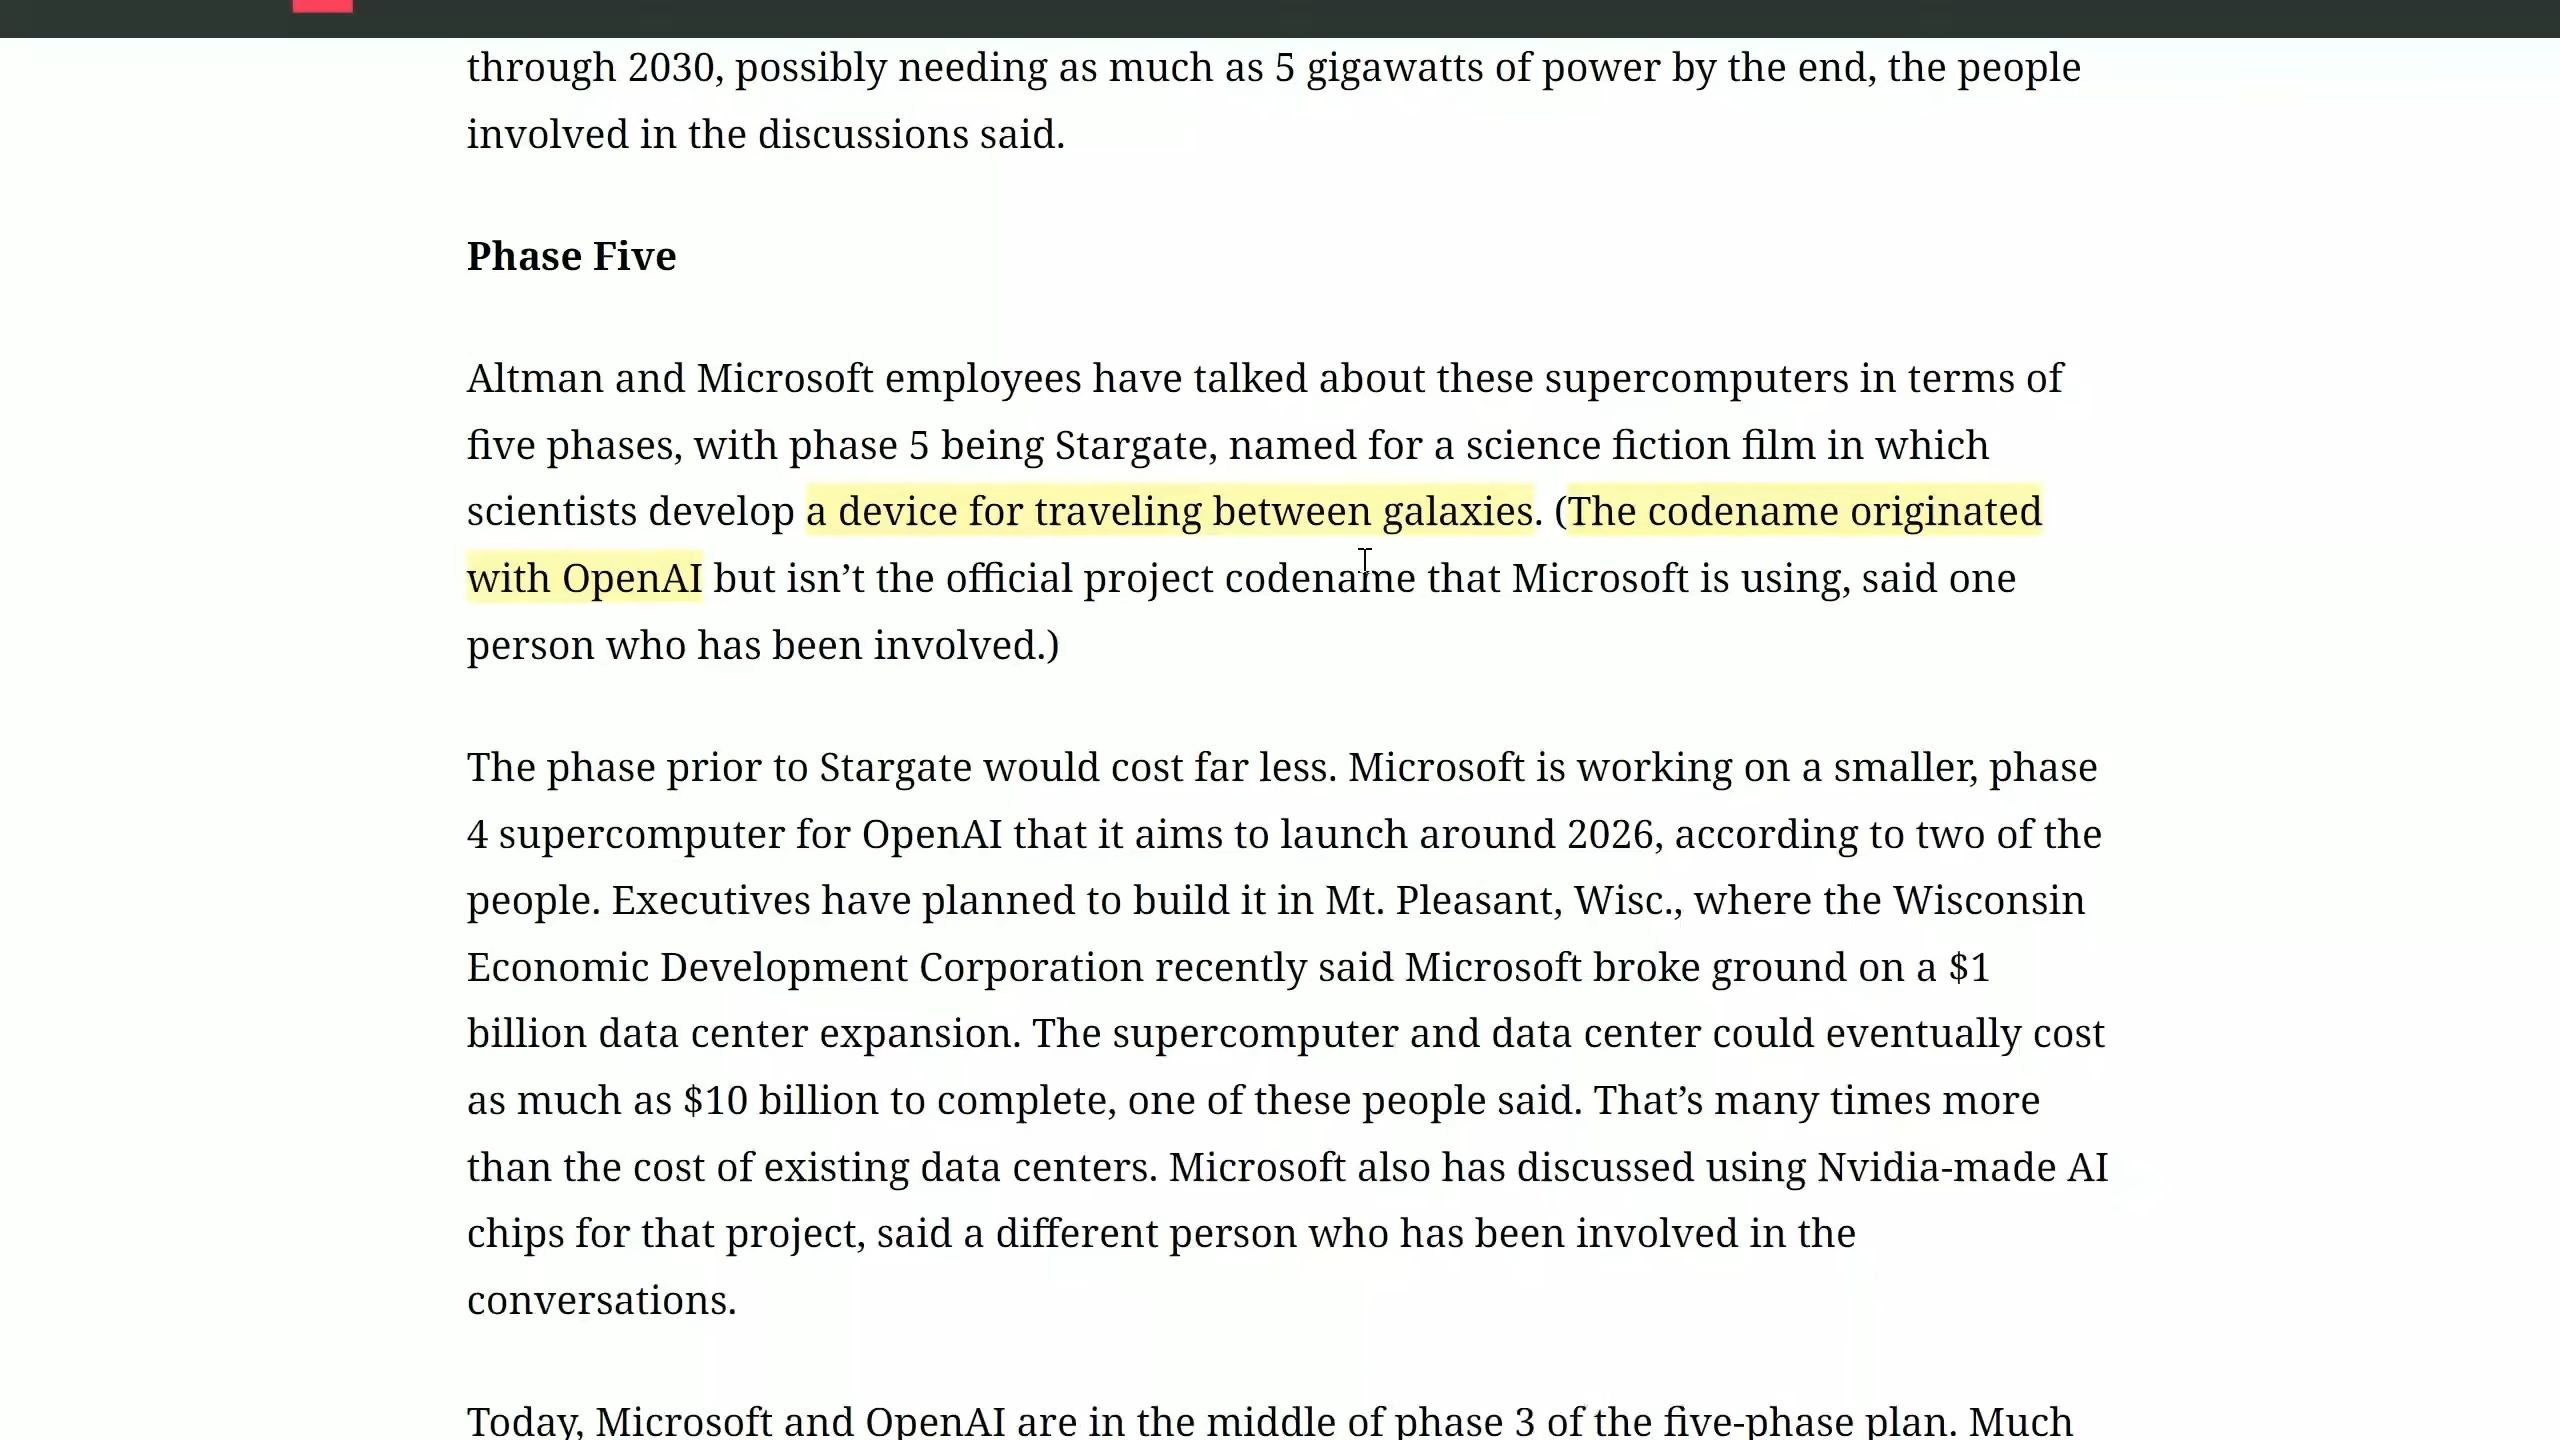 through 2030, possibly needing as much as 5 gigawatts of power by the end, the people
involved in the discussions said.
Phase Five
Altman and Microsoft employees have talked about these supercomputers in terms of
five phases, with phase 5 being Stargate, named for a science fiction film in which
scientists develop a device for traveling between galaxies. (The codename originated
with OpenAI but isn’t the official project codename that Microsoft is using, said one
person who has been involved.)
The phase prior to Stargate would cost far less. Microsoft is working on a smaller, phase
4 supercomputer for OpenAI that it aims to launch around 2026, according to two of the
people. Executives have planned to build it in Mt. Pleasant, Wisc., where the Wisconsin
Economic Development Corporation recently said Microsoft broke ground on a $1
billion data center expansion. The supercomputer and data center could eventually cost
as much as $10 billion to complete, one of these people said. That’s many times more
than the cost of existing data centers. Microsoft also has discussed using Nvidia-made AI
chips for that project, said a different person who has been involved in the
conversations.
Today, Microsoft and OpenAI are in the middle of phase 3 of the five-phase plan. Much